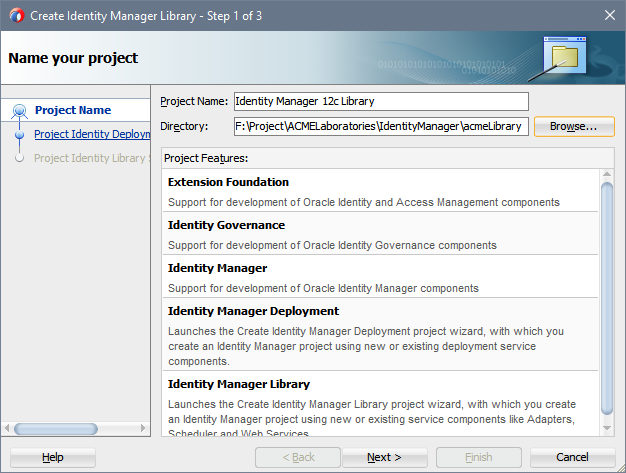 Create Identity Manager Library - Step 1 of 3
Name your project
010101010101010101010101
01010101010
Project Name
Project Identity Deploym
Project Identity Library S
Project Name: Identity Manager 12c Library
Directory: F:\Project\ACMELaboratories\IdentityManager\acmeLibrary Browse...
Project Features:
Extension Foundation
Support for development of Oracle Identity and Access Management components
Identity Governance
Support for development of Oracle Identity Governance components
Identity Manager
Support for development of Oracle Identity Manager components
Identity Manager Deployment
Launches the Create Identity Manager Deployment project wizard, with which you
create an Identity Manager project using new or existing deployment service
components.
Identity Manager Library
Launches the Create Identity Manager Library project wizard, with which you create
an Identity Manager project using new or existing service components like Adapters,
Scheduler and Web Services
Help < Back Next > Finish Cancel